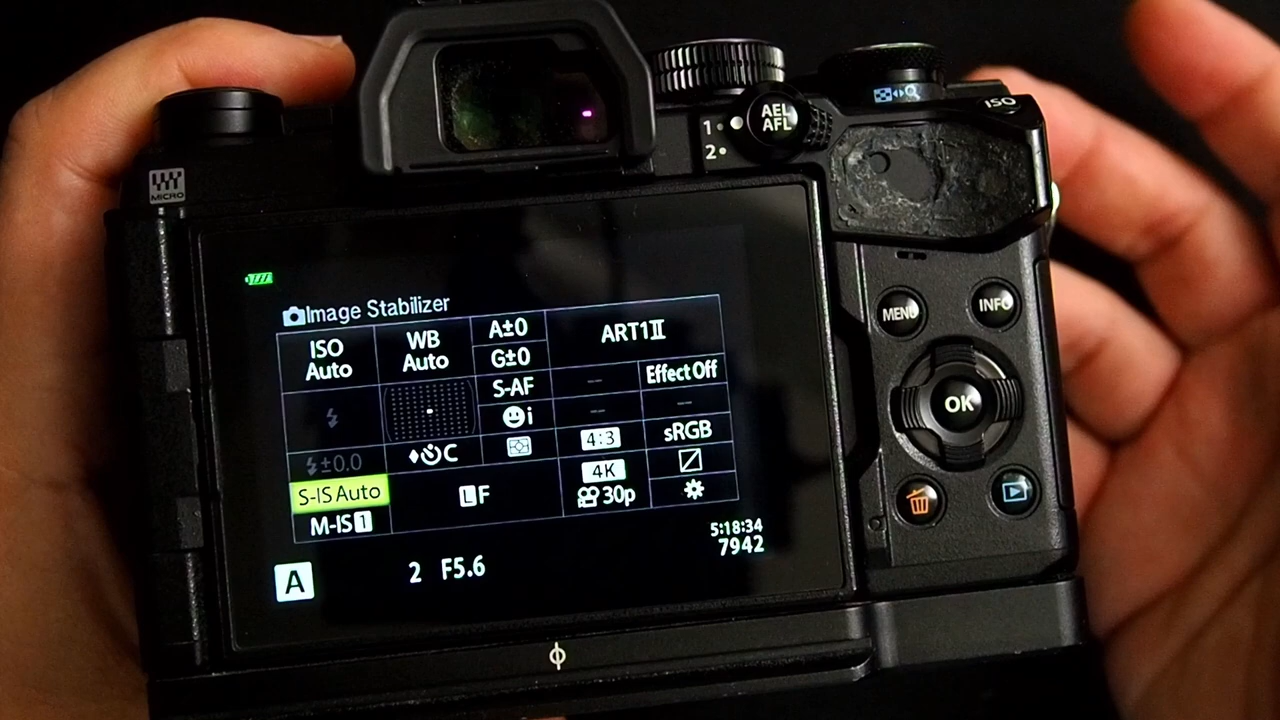 AEL
AFL
1
2
ISO
MICRO
MENU
INFO
OK
Image Stabilizer
ISO
Auto
WB
Auto
A±0
G±0
ART1II
S-AF
i
--
Effect Off
--
--
±0.0
C
4:3
sRGB
S-IS Auto
M-IS1
LF
4K
30p
5:18:34
7942
A
2 F5.6